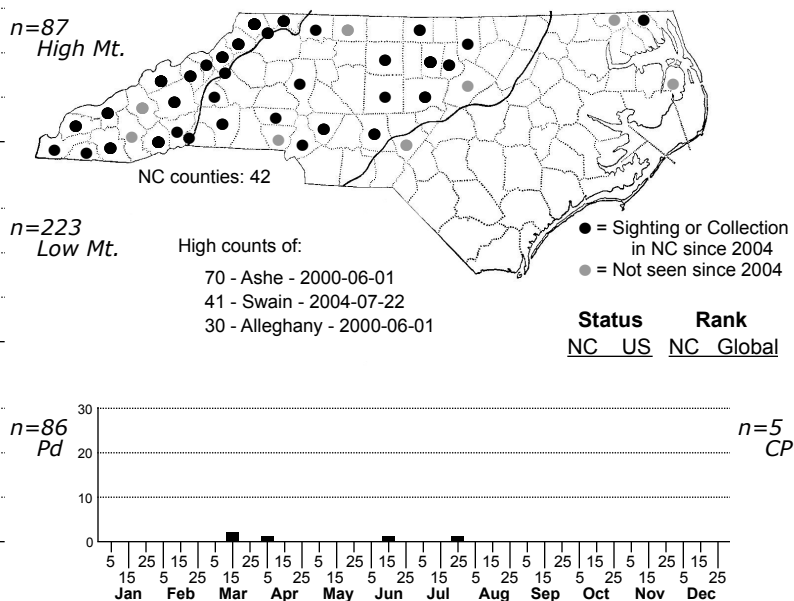 n=87
High Mt.
NC counties: 42
n=223
Low Mt.
High counts of:
70 - Ashe - 2000-06-01
41 - Swain - 2004-07-22
30 - Alleghany - 2000-06-01
= Sighting or Collection
in NC since 2004
= Not seen since 2004
Status Rank
NC US NC Global
n=86
Pd
n=5
CP
30
20
10
0
5 25 15 5 25 15 5 25 15 5 25 15 5 25 15 5 25
15 5 25 15 5 25 15 5 25 15 5 25 15 5 25 15 5 25 15
Jan Feb Mar Apr May Jun Jul Aug Sep Oct Nov Dec